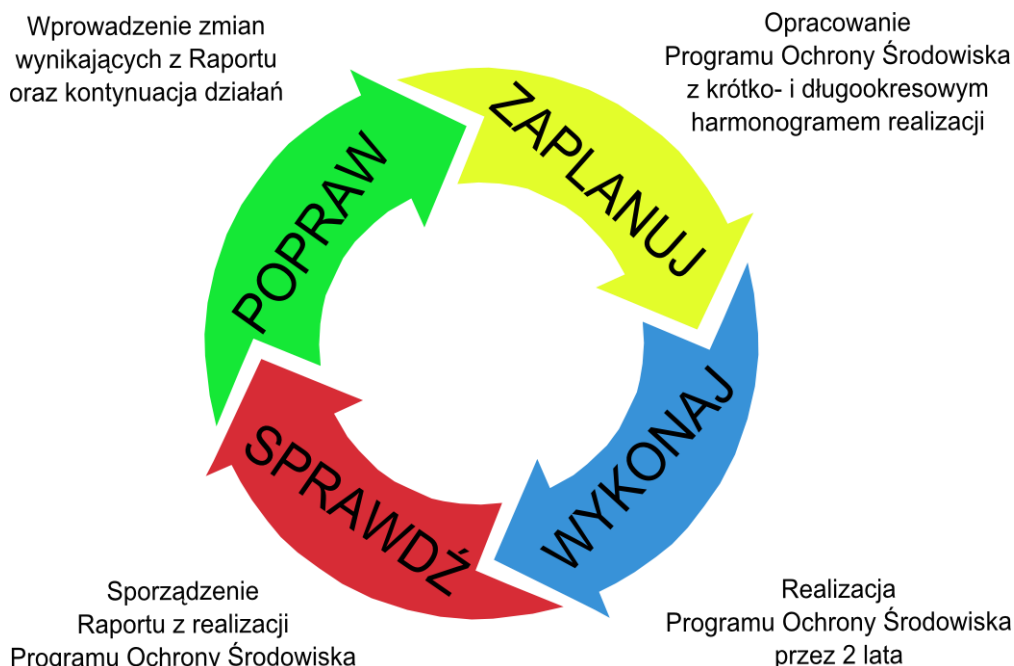 Wprowadzenie zmian
wynikających z Raportu
oraz kontynuacja działań
Opracowanie
Programu Ochrony Środowiska
z krótko- i długookresowym
harmonogramem realizacji
POPRAW
ZAPLANUJ
SPRAWDŹ
WYKONAJ
Sporządzenie
Raportu z realizacji
Programu Ochrony Środowiska
Realizacja
Programu Ochrony Środowiska
przez 2 lata